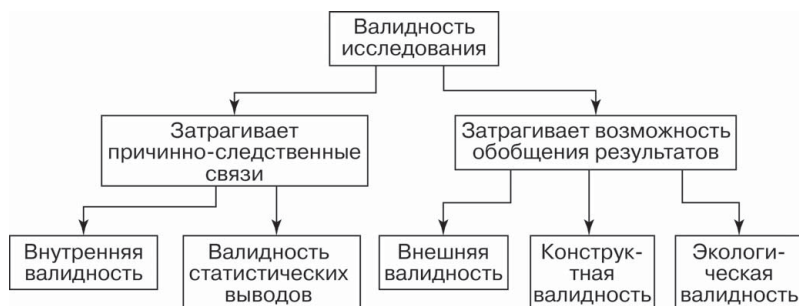 Валидность
исследования
Затрагивает
причинно-следственные
связи
Затрагивает возможность
обобщения результатов
Внутренняя
валидность
Валидность
статистических
выводов
Внешняя
валидность
Конструк-
тная
валидность
Экологи-
ческая
валидность